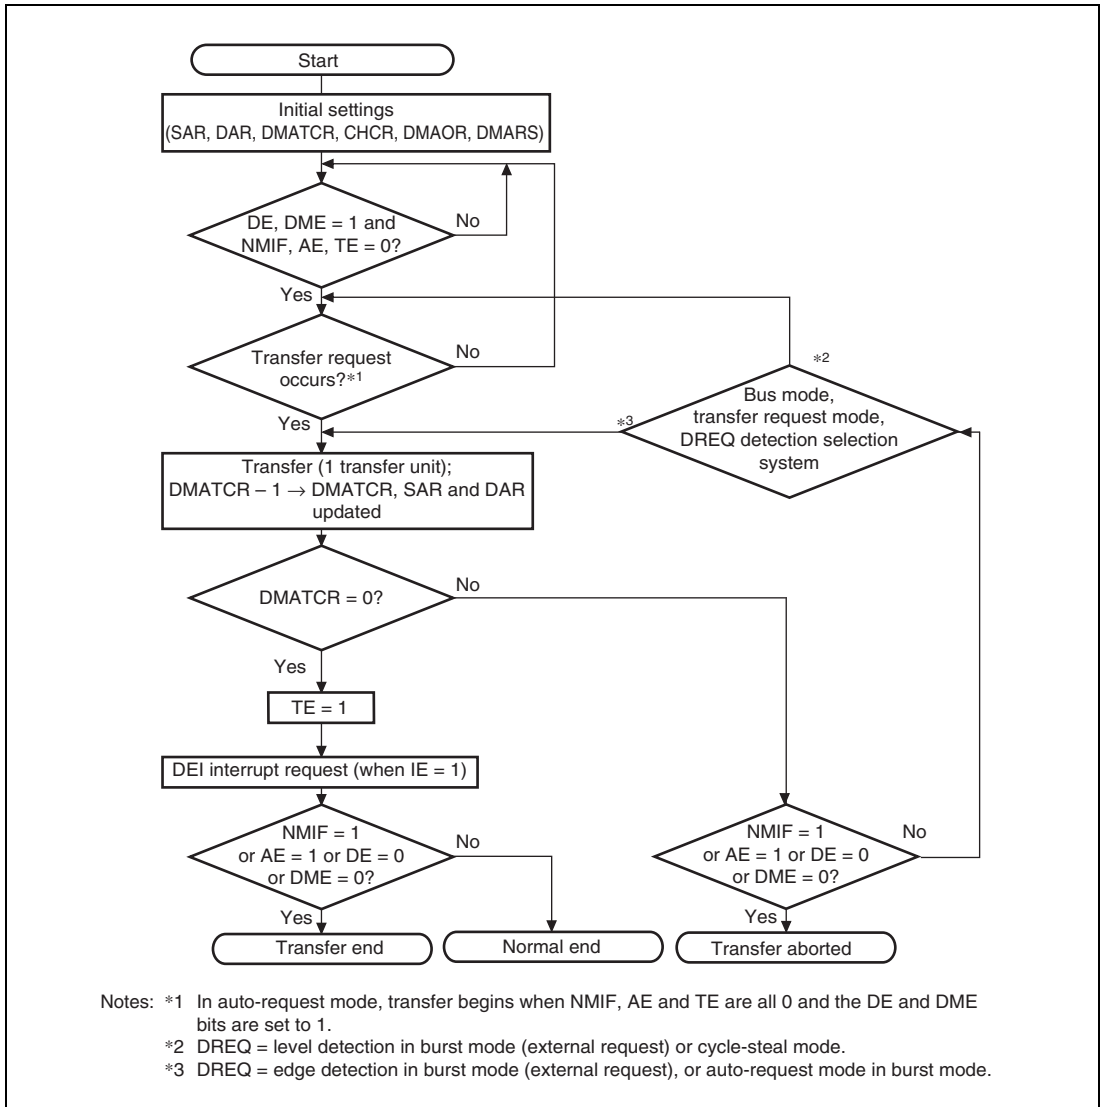 Start
Initial settings
(SAR, DAR, DMATCR, CHCR, DMAOR, DMARS)
DE, DME = 1 and
NMIF, AE, TE = 0?
No
Yes
Transfer request
occurs?*1
No
Yes
*2
Bus mode,
transfer request mode,
DREQ detection selection
system
*3
Transfer (1 transfer unit);
DMATCR – 1 → DMATCR, SAR and DAR
updated
DMATCR = 0?
No
Yes
TE = 1
DEI interrupt request (when IE = 1)
NMIF = 1
or AE = 1 or DE = 0
or DME = 0?
No
Yes
NMIF = 1
or AE = 1 or DE = 0
or DME = 0?
No
Yes
Transfer end
Normal end
Transfer aborted
Notes: *1 In auto-request mode, transfer begins when NMIF, AE and TE are all 0 and the DE and DME
bits are set to 1.
*2 DREQ = level detection in burst mode (external request) or cycle-steal mode.
*3 DREQ = edge detection in burst mode (external request), or auto-request mode in burst mode.